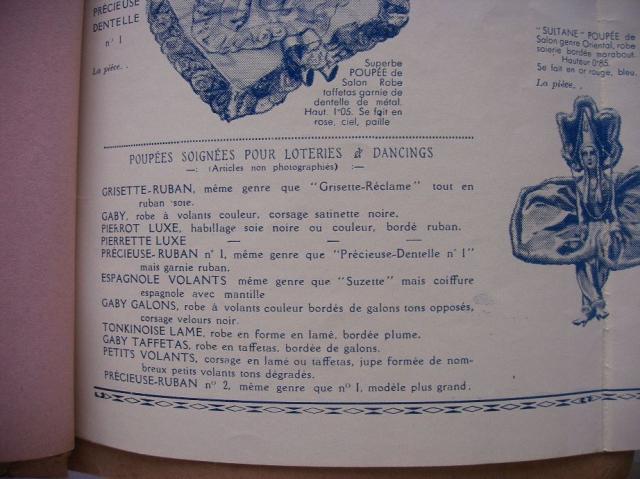 PRÉCIEUSE
DENTELLE
n° 1
La pièce..
Superbe
POUPÉE de
Salon Robe
taffetas garnie de
dentelle de métal.
Haut. 1m05. Se fait en
rose, ciel, paille
"SULTANE" POUPÉE de
Salon genre Oriental, robe
soierie bordée marabout.
Hauteur 0m85.
Se fait en or rouge, bleu.
La pièce. .
POUPÉES SOIGNÉES POUR LOTERIES & DANCINGS
—: (Articles non photographiés) :—
GRISETTE-RUBAN, même genre que "Grisette-Réclame" tout en
ruban soie.
GABY, robe à volants couleur, corsage satinette noire.
PIERROT LUXE, habillage soie noire ou couleur, bordé ruban.
PIERRETTE LUXE — — —
PRÉCIEUSE-RUBAN n° 1, même genre que "Précieuse-Dentelle n° 1"
mais garnie ruban.
ESPAGNOLE VOLANTS même genre que "Suzette" mais coiffure
espagnole avec mantille
GABY GALONS, robe à volants couleur bordés de galons tons opposés,
corsage velours noir.
TONKINOISE LAME, robe en forme en lamé, bordée plume.
GABY TAFFETAS, robe en taffetas, bordée de galons.
PETITS VOLANTS, corsage en lamé ou taffetas, jupe formée de nom-
breux petits volants tons dégradés.
PRÉCIEUSE-RUBAN n° 2, même genre que n° 1, modèle plus grand.